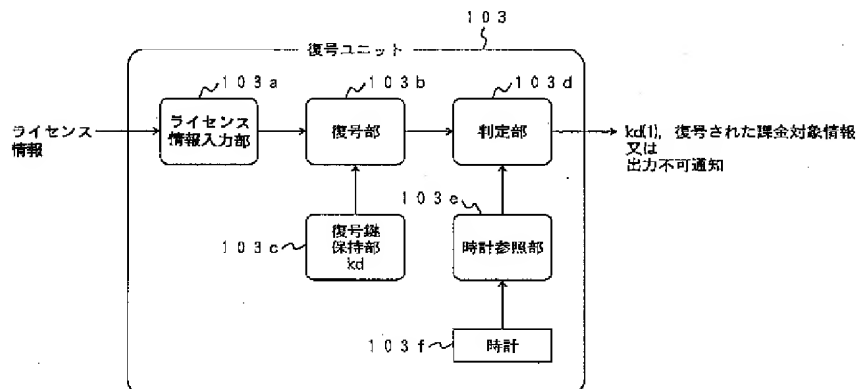 103
復号ユニット
103a
103b
103d
ライセンス
情報
ライセンス
情報入力部
復号部
判定部
kd(1), 復号された課金対象情報
又は
出力不可通知
103e
103c
復号鍵
保持部
kd
時計参照部
103f
時計